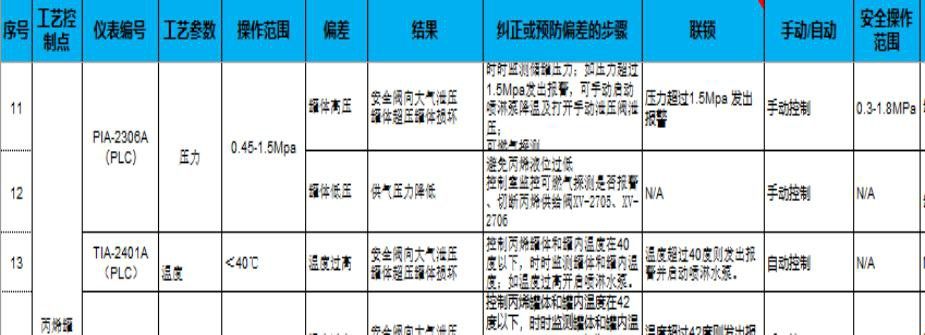 序号
工艺控
制点
仪表编号
工艺参数
操作范围
偏差
结果
纠正或预防偏差的步骤
联锁
手动/自动
安全操作
范围
11
PIA-2306A
（PLC）
压力
0.45-1.5Mpa
罐体高压
安全阀向大气泄压
罐体超压罐体损坏
时时监测储罐压力；如压力超过
1.5Mpa发出报警，可手动启动
喷淋泵降温及打开手动泄压阀泄
压；
可燃气探测
压力超过1.5Mpa 发出
报警
手动控制
0.3-1.8MPa
12
罐体低压
供气压力降低
避免丙烯液位过低
控制室监控可燃气探测是否报警
、切断丙烯供给阀XV-2705、XV-
2706
N/A
手动控制
N/A
13
TIA-2401A
（PLC）
温度
<40℃
温度过高
安全阀向大气泄压
罐体超压罐体损坏
控制丙烯罐体和罐内温度在40
度以下，时时监测罐体和罐内温
度；如温度过高开启喷淋水泵。
温度超过40度则发出报
警并启动喷淋水泵。
自动控制
N/A
丙烯罐
安全阀向大气泄压
控制丙烯罐体和罐内温度在42
度以下，时时监测罐体和罐内温
温度超过42度则发出报